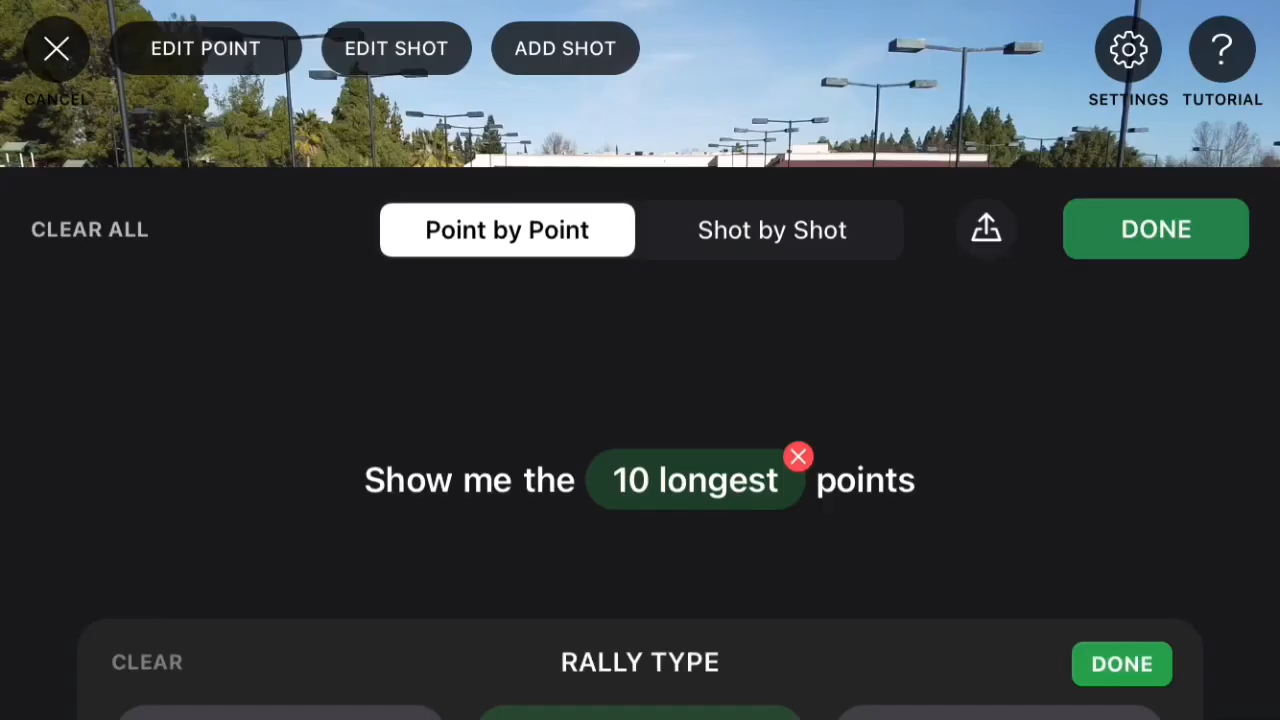 EDIT POINT
EDIT SHOT
ADD SHOT
?
CANCEL
SETTINGS
TUTORIAL
CLEAR ALL
Point by Point
Shot by Shot
DONE
Show me the 10 longest points
CLEAR
RALLY TYPE
DONE